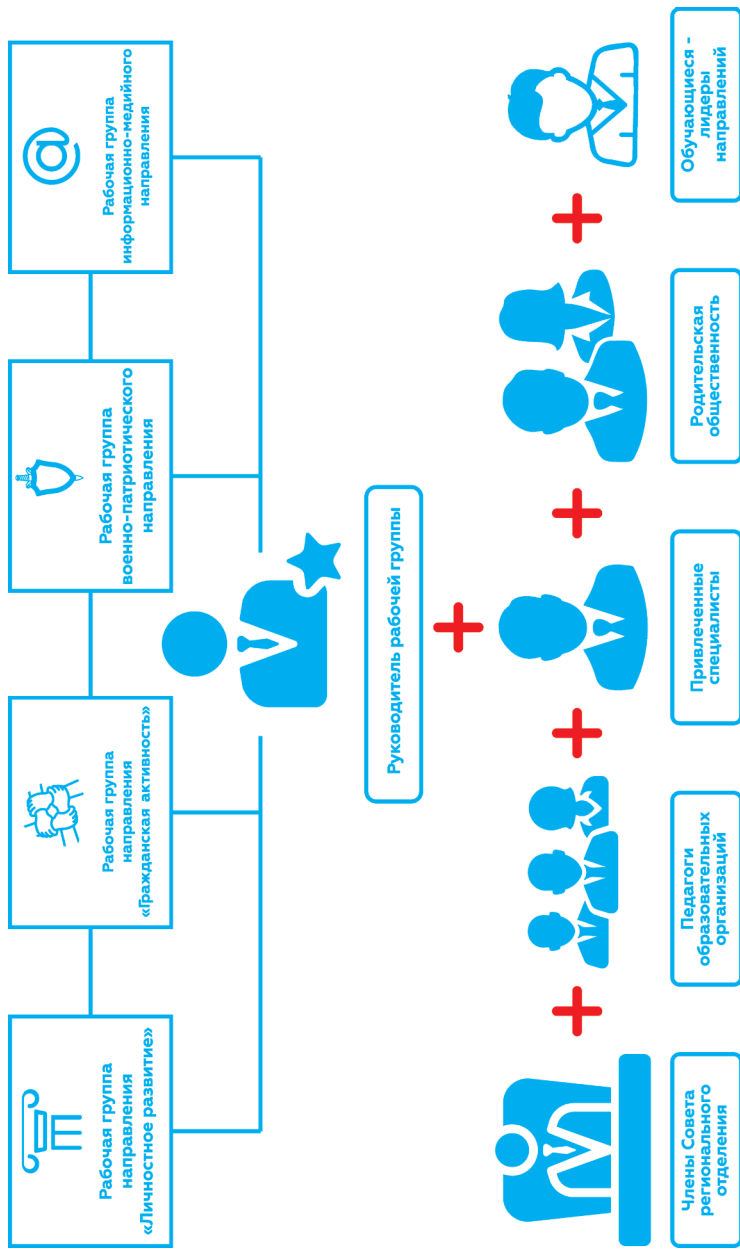 Рабочая группа
направления
«Личностное развитие»
Рабочая группа
направления
«Гражданская активность»
Рабочая группа
военно-патриотического
направления
@
Рабочая группа
информационно-медийного
направления
Руководитель рабочей группы
Члены Совета
регионального
отделения
Педагоги
образовательных
организаций
Привлеченные
специалисты
Родительская
общественность
Обучающиеся -
лидеры
направлений